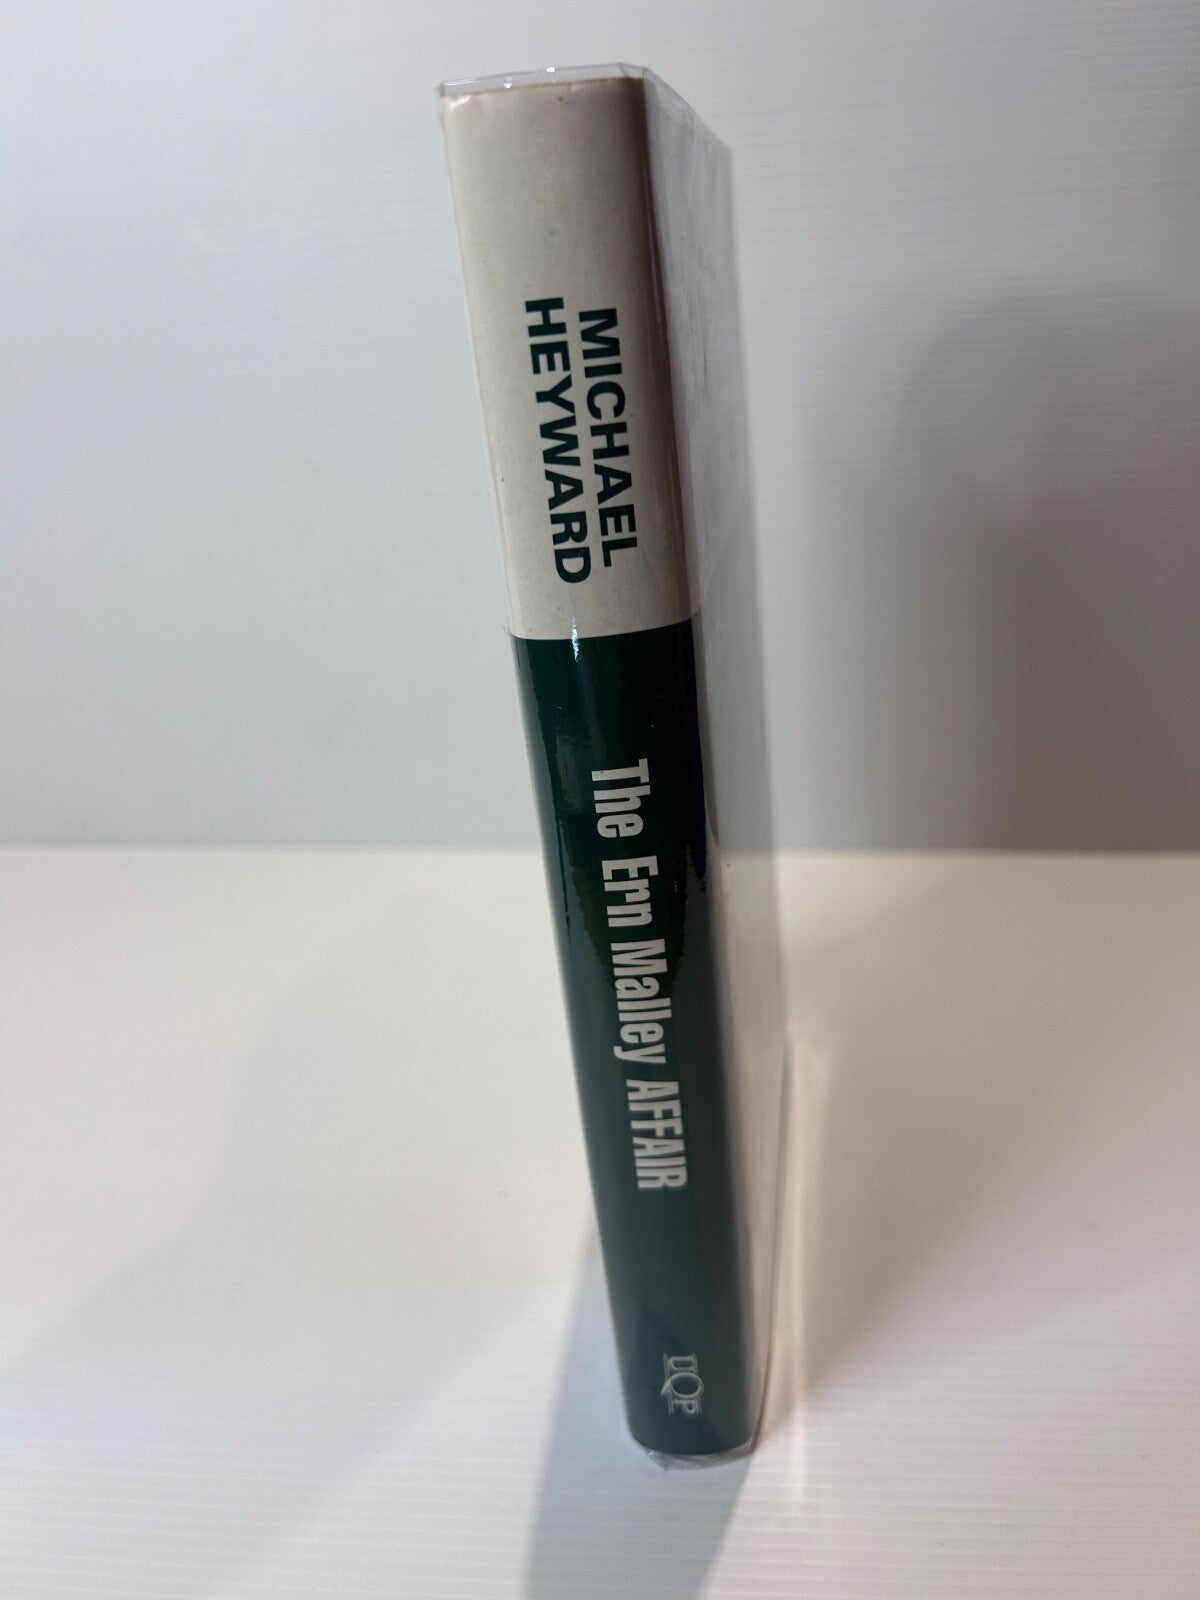 MICHAEL
HEYWARD
The Ern Malley AFFAIR
UQP